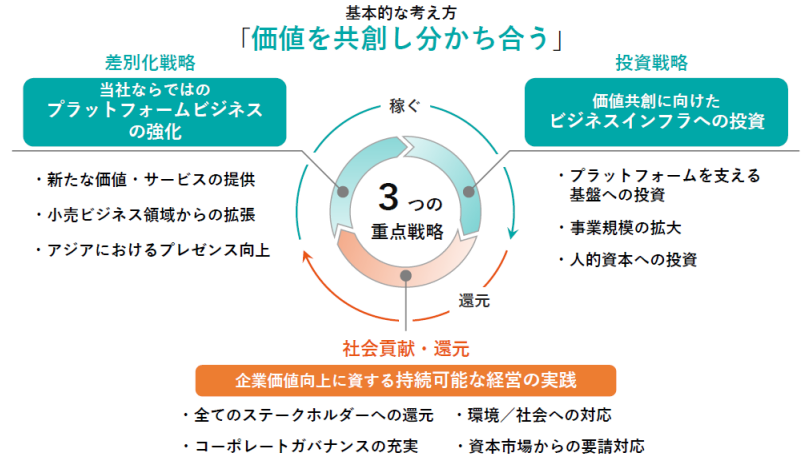 基本的な考え方
「価値を共創し分かち合う」
差別化戦略
当社ならではの
プラットフォームビジネス
の強化
・新たな価値・サービスの提供
・小売ビジネス領域からの拡張
・アジアにおけるプレゼンス向上
投資戦略
価値共創に向けた
ビジネスインフラへの投資
・プラットフォームを支える
基盤への投資
・事業規模の拡大
・人的資本への投資
稼ぐ
3つの
重点戦略
還元
社会貢献・還元
企業価値向上に資する持続可能な経営の実践
・全てのステークホルダーへの還元
・コーポレートガバナンスの充実
・環境／社会への対応
・資本市場からの要請対応